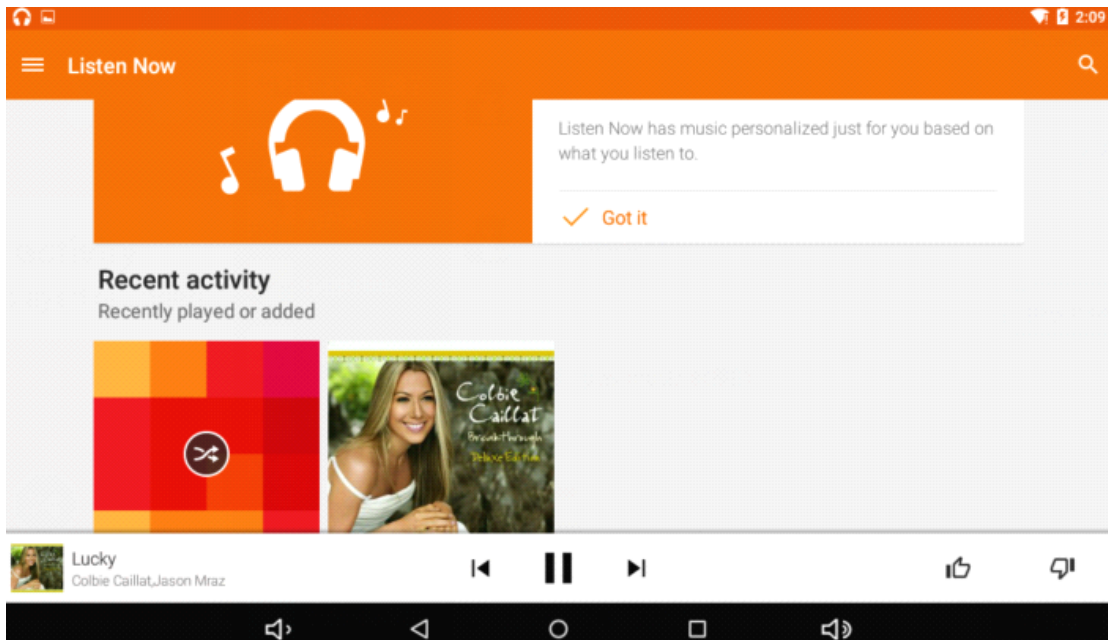 2:09
Listen Now
Listen Now has music personalized just for you based on
what you listen to.
Got it
Recent activity
Recently played or added
Colbie
Caillat
Breakthrough
Deluxe Edition
Lucky
Colbie Caillat,Jason Mraz